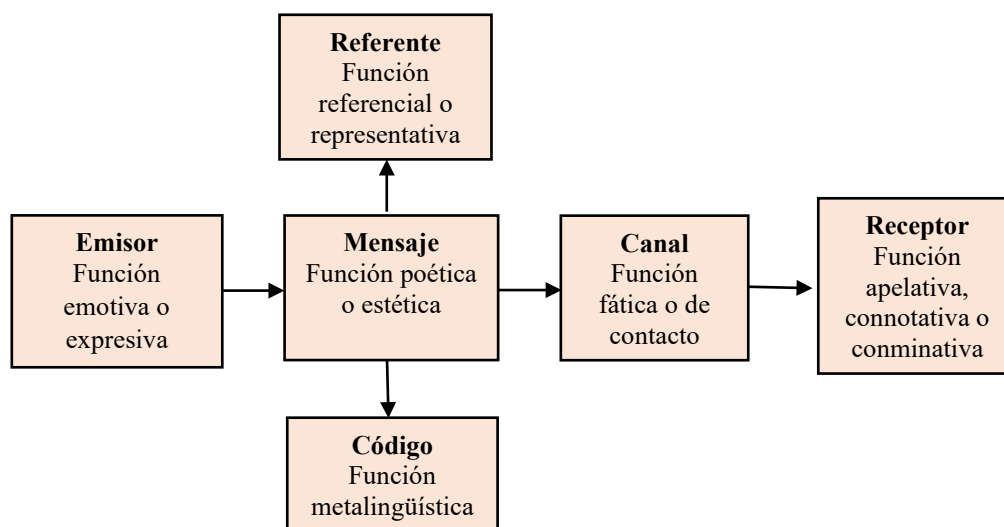 Referente
Función
referencial o
representativa
Emisor
Función
emotiva o
expresiva
Mensaje
Función poética
o estética
Canal
Función
fática o de
contacto
Receptor
Función
apelativa,
connotativa o
conminativa
Código
Función
metalingüística